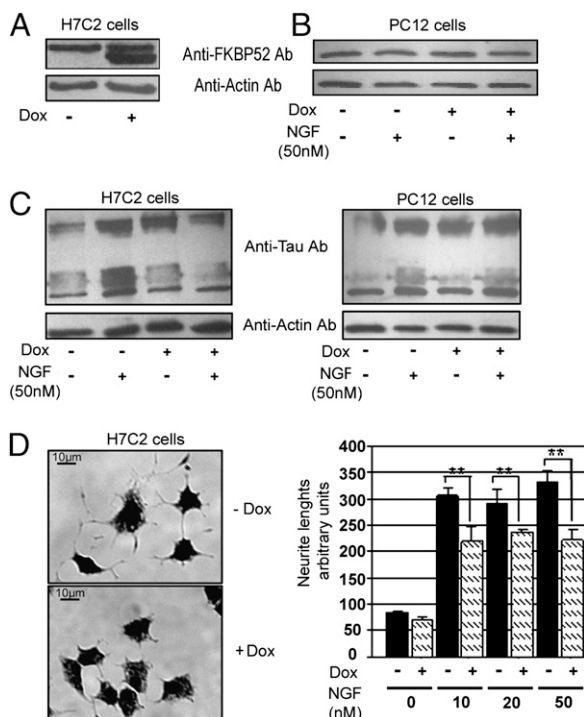 A
H7C2 cells
Anti-FKBP52 Ab
Anti-Actin Ab
Dox - +
B
PC12 cells
Dox - - + +
NGF - + - +
(50nM)
C
H7C2 cells
PC12 cells
Anti-Tau Ab
Anti-Actin Ab
Dox - - + +
NGF - + - +
(50nM)
Dox - - + +
NGF - + - +
(50nM)
D
H7C2 cells
10µm
- Dox
10µm
+ Dox
Neurite lenghts
arbitrary units
400
350
300
250
200
150
100
50
0
** ** **
Dox - + - + - + - +
NGF 0 10 20 50
(nM)